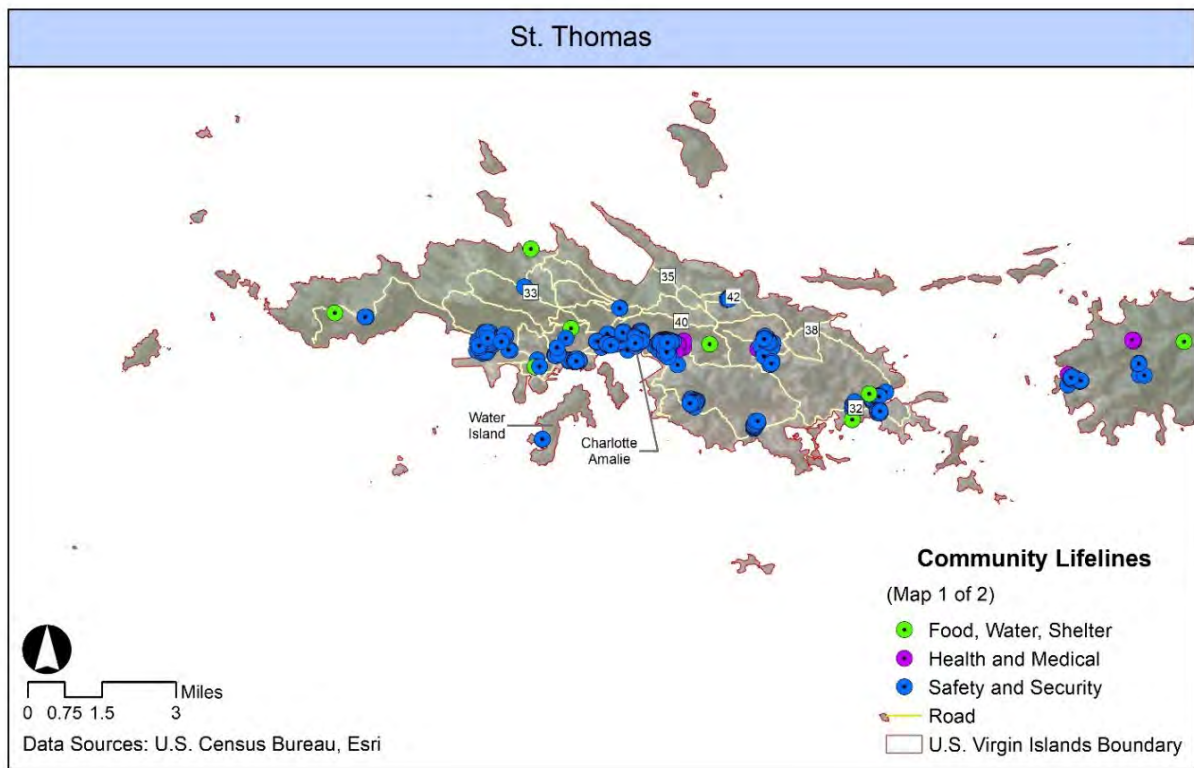 St. Thomas
35
33
42
40
38
32
Water
Island
Charlotte
Amalie
Community Lifelines
(Map 1 of 2)
Food, Water, Shelter
Health and Medical
Safety and Security
Road
U.S. Virgin Islands Boundary
Miles
0 0.75 1.5 3
Data Sources: U.S. Census Bureau, Esri